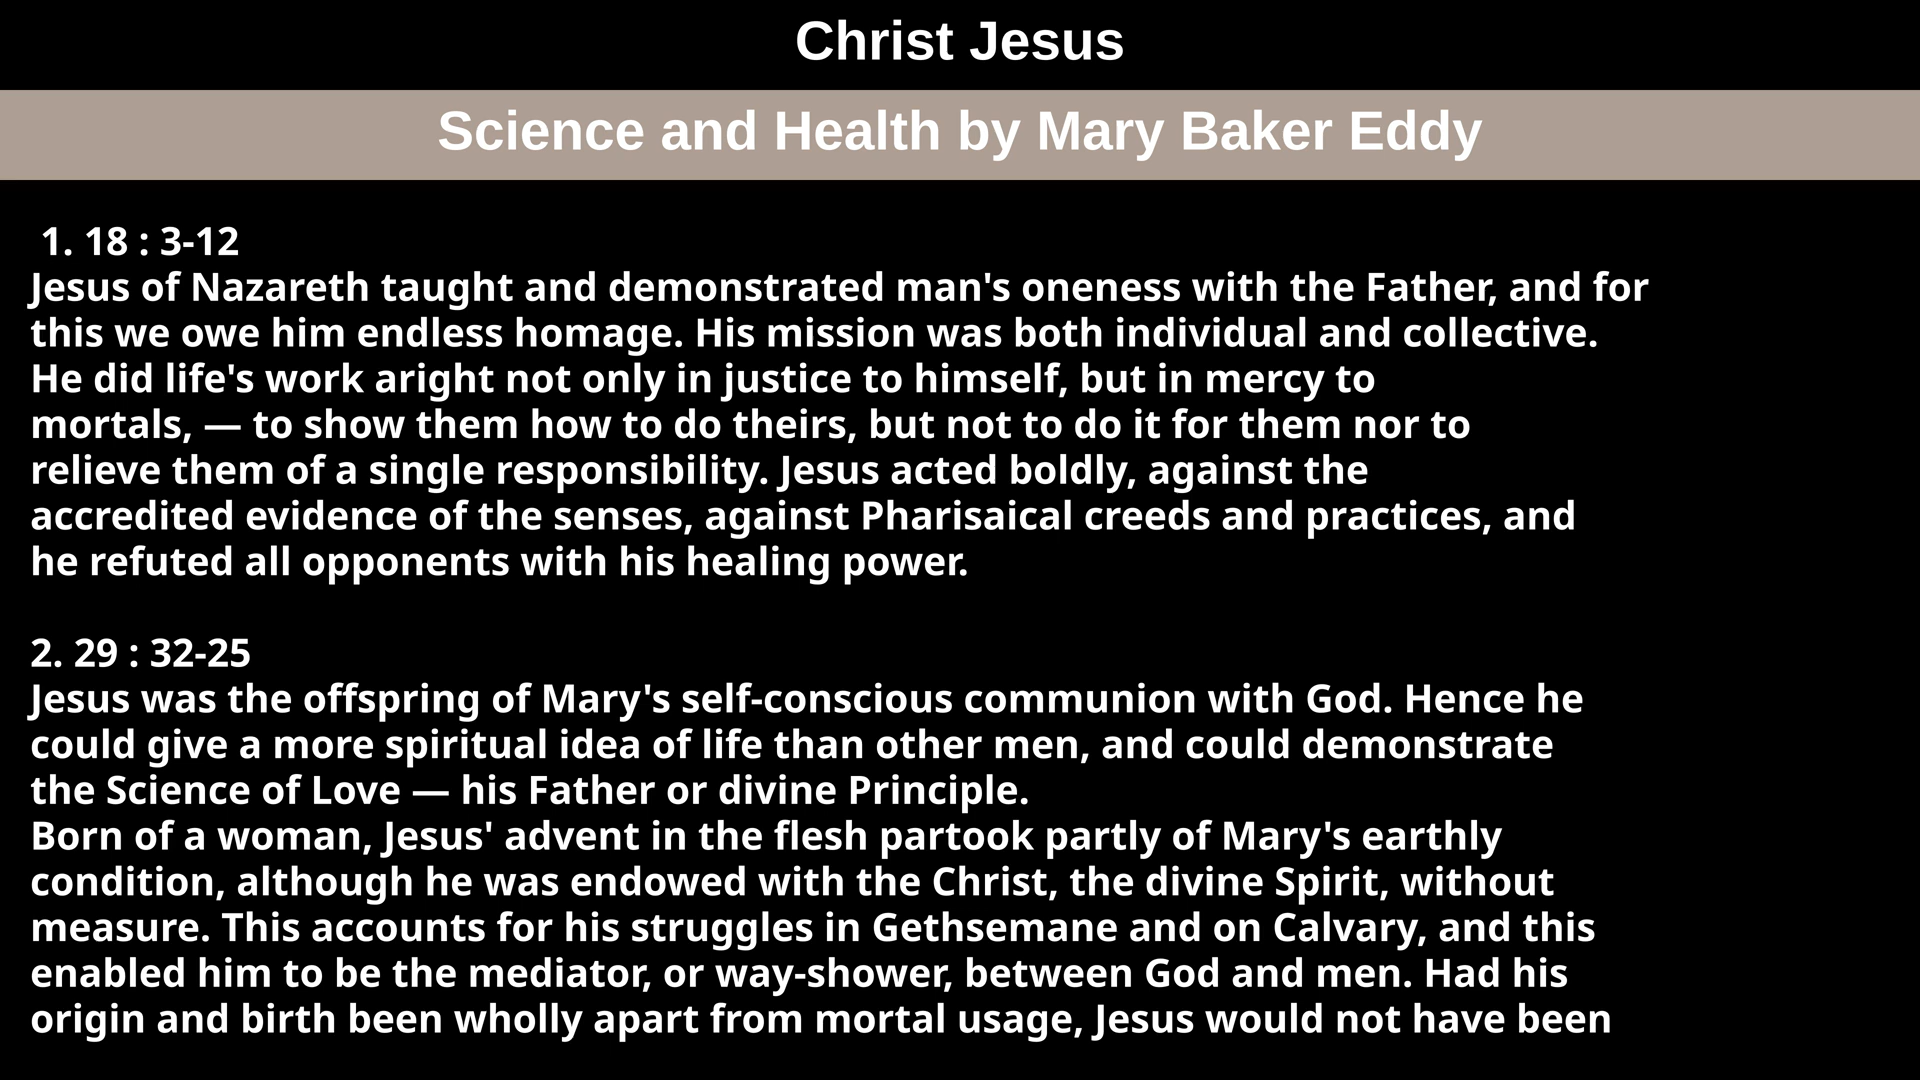 Christ Jesus
Science and Health by Mary Baker Eddy
1. 18 : 3-12
Jesus of Nazareth taught and demonstrated man's oneness with the Father, and for
this we owe him endless homage. His mission was both individual and collective.
He did life's work aright not only in justice to himself, but in mercy to
mortals, — to show them how to do theirs, but not to do it for them nor to
relieve them of a single responsibility. Jesus acted boldly, against the
accredited evidence of the senses, against Pharisaical creeds and practices, and
he refuted all opponents with his healing power.
2. 29 : 32-25
Jesus was the offspring of Mary's self-conscious communion with God. Hence he
could give a more spiritual idea of life than other men, and could demonstrate
the Science of Love — his Father or divine Principle.
Born of a woman, Jesus' advent in the flesh partook partly of Mary's earthly
condition, although he was endowed with the Christ, the divine Spirit, without
measure. This accounts for his struggles in Gethsemane and on Calvary, and this
enabled him to be the mediator, or way-shower, between God and men. Had his
origin and birth been wholly apart from mortal usage, Jesus would not have been